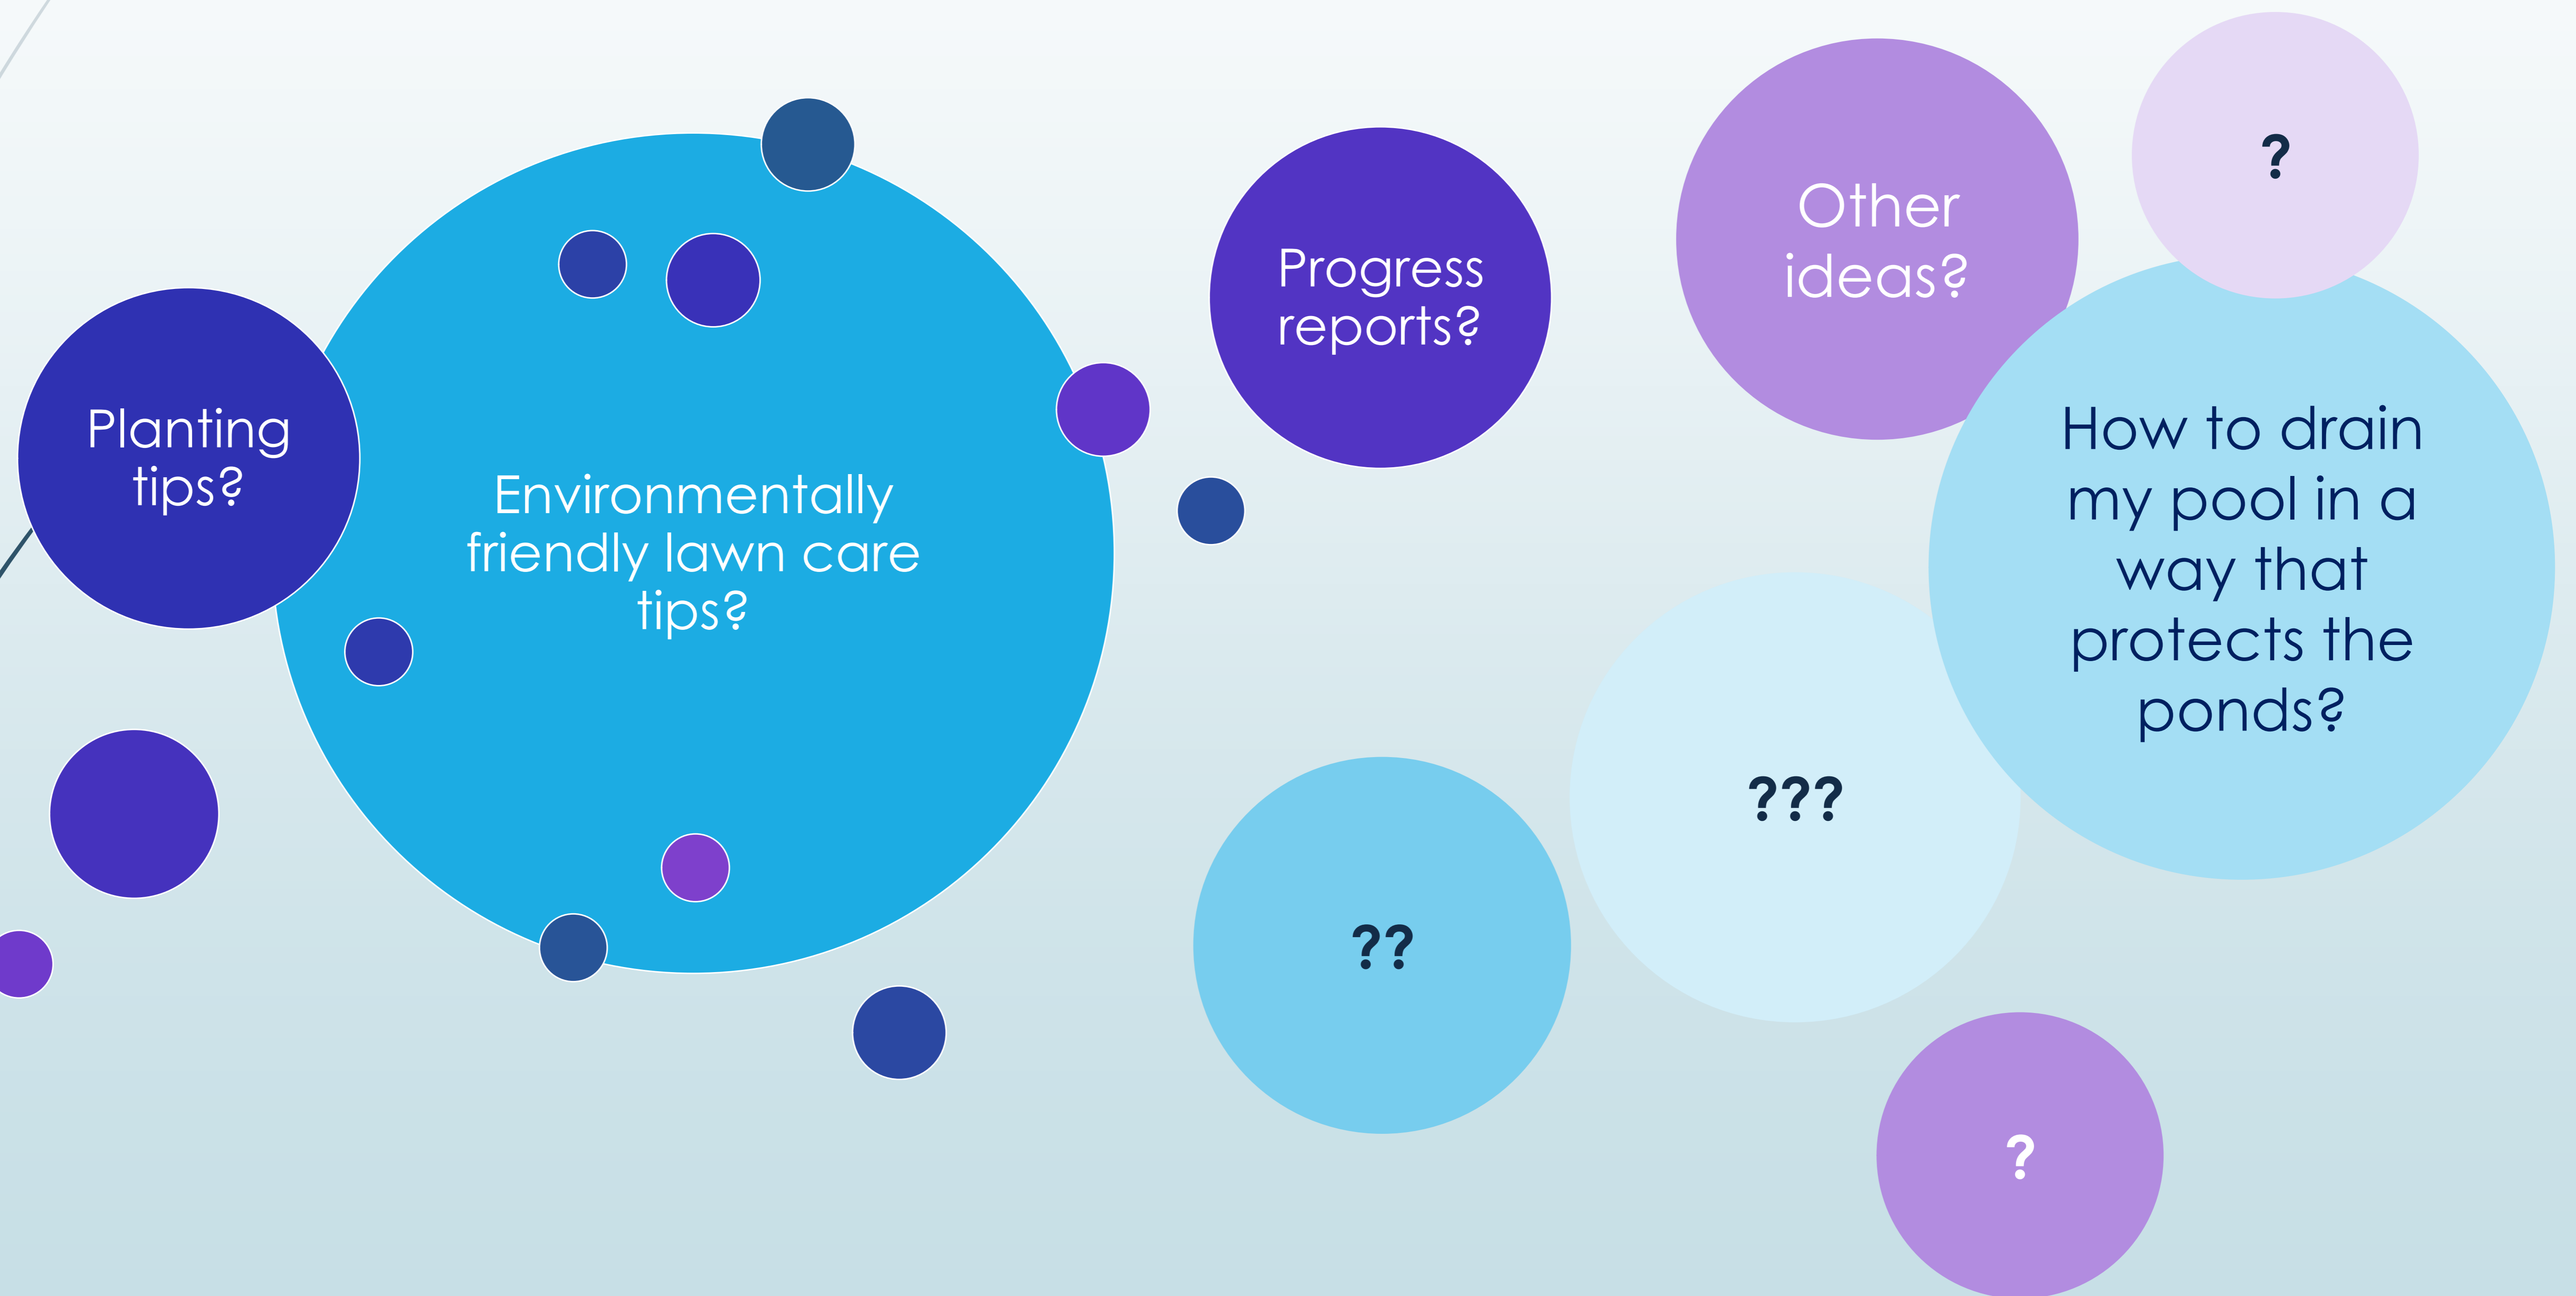 Planting
tips?
Environmentally
friendly lawn care
tips?
Progress
reports?
Other
ideas?
?
How to drain
my pool in a
way that
protects the
ponds?
???
??
?